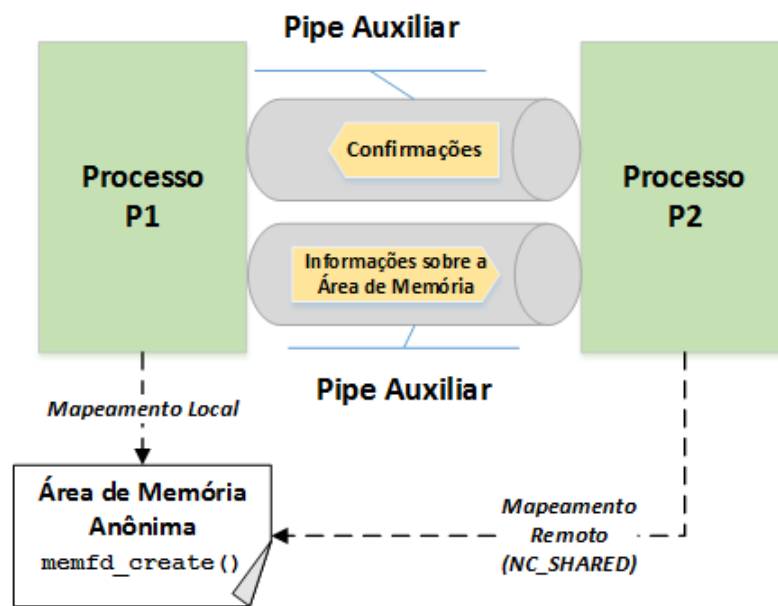 Pipe Auxiliar
Confirmações
Processo
P1
Processo
P2
Informações sobre a
Área de Memória
Pipe Auxiliar
Mapeamento Local
Área de Memória
Anônima
memfd_create()
Mapeamento
Remoto
(NC_SHARED)